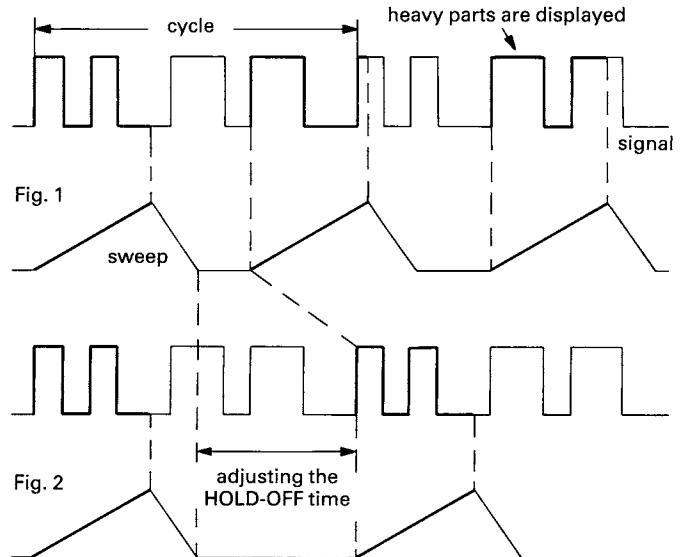 cycle
heavy parts are displayed
signal
Fig. 1
sweep
adjusting the
HOLD-OFF time
Fig. 2